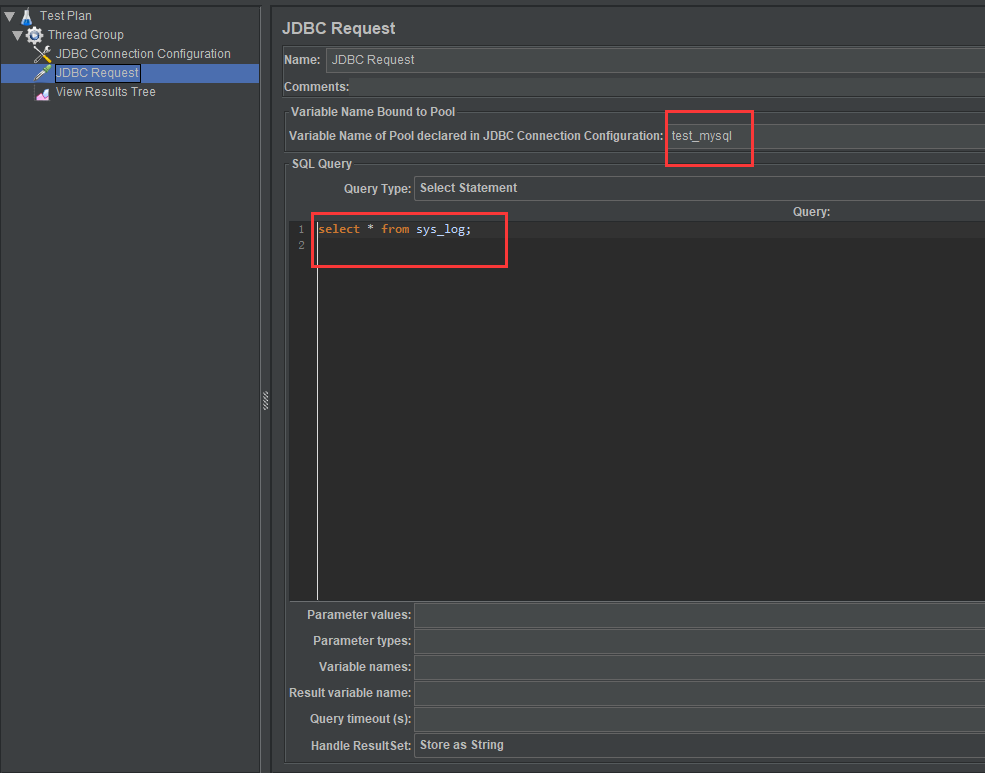 Test Plan
Thread Group
JDBC Connection Configuration
JDBC Request
View Results Tree
JDBC Request
Name: JDBC Request
Comments:
Variable Name Bound to Pool
Variable Name of Pool declared in JDBC Connection Configuration: test_mysql
SQL Query
Query Type: Select Statement
Query:
1 select * from sys_log;
2
Parameter values:
Parameter types:
Variable names:
Result variable name:
Query timeout (s):
Handle ResultSet: Store as String